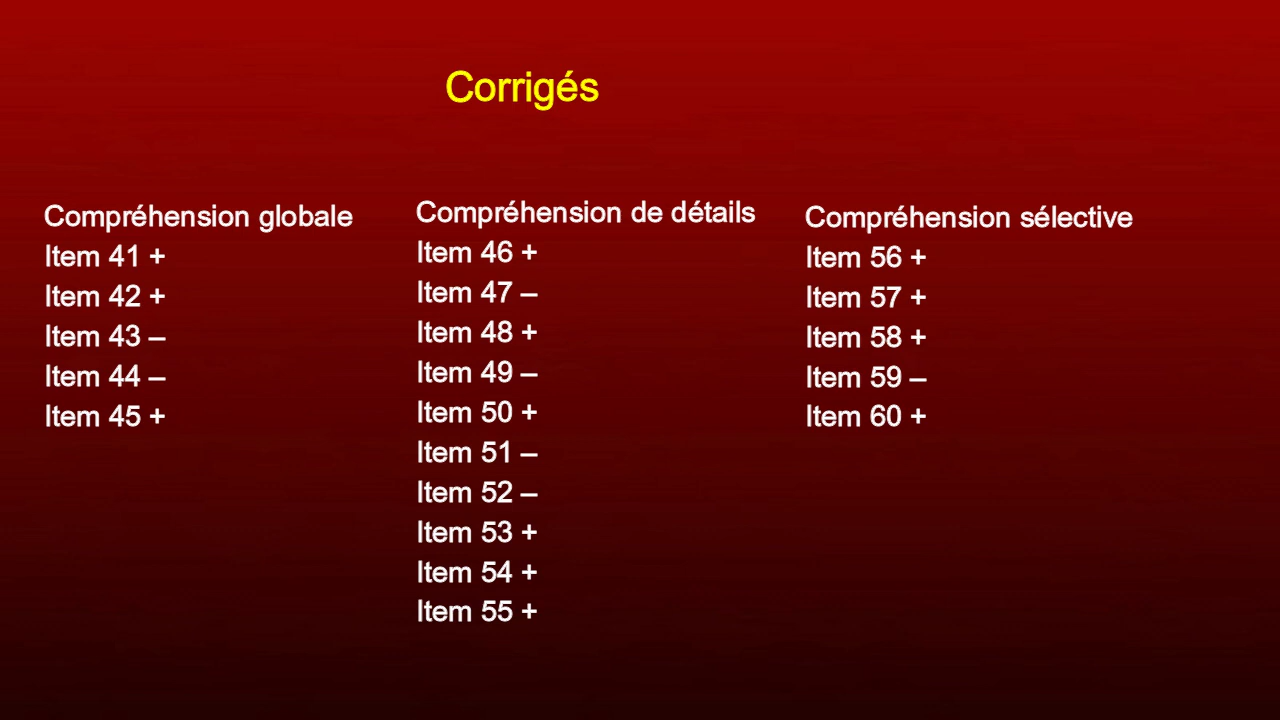 Corrigés
Compréhension globale
Item 41 +
Item 42 +
Item 43 –
Item 44 –
Item 45 +
Compréhension de détails
Item 46 +
Item 47 –
Item 48 +
Item 49 –
Item 50 +
Item 51 –
Item 52 –
Item 53 +
Item 54 +
Item 55 +
Compréhension sélective
Item 56 +
Item 57 +
Item 58 +
Item 59 –
Item 60 +